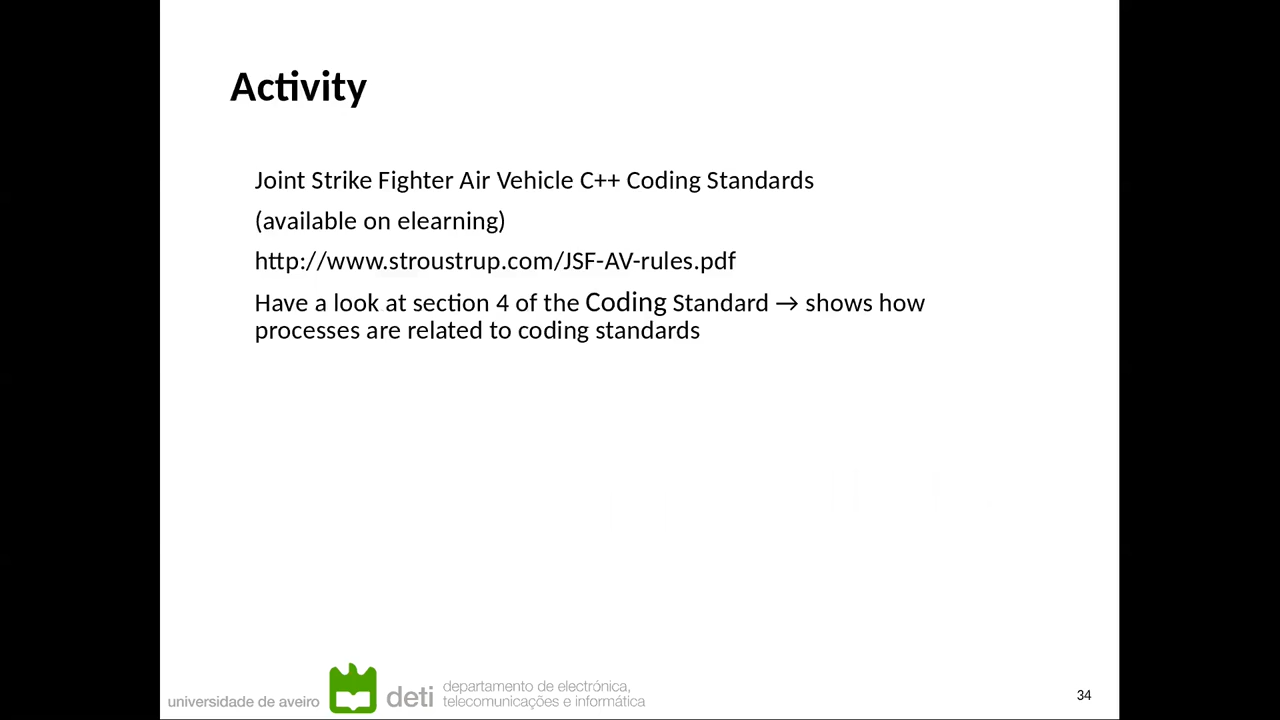 Activity
Joint Strike Fighter Air Vehicle C++ Coding Standards
(available on elearning)
http://www.stroustrup.com/JSF-AV-rules.pdf
Have a look at section 4 of the Coding Standard → shows how
processes are related to coding standards
universidade de aveiro
deti
departamento de electrónica,
telecomunicações e informática
34